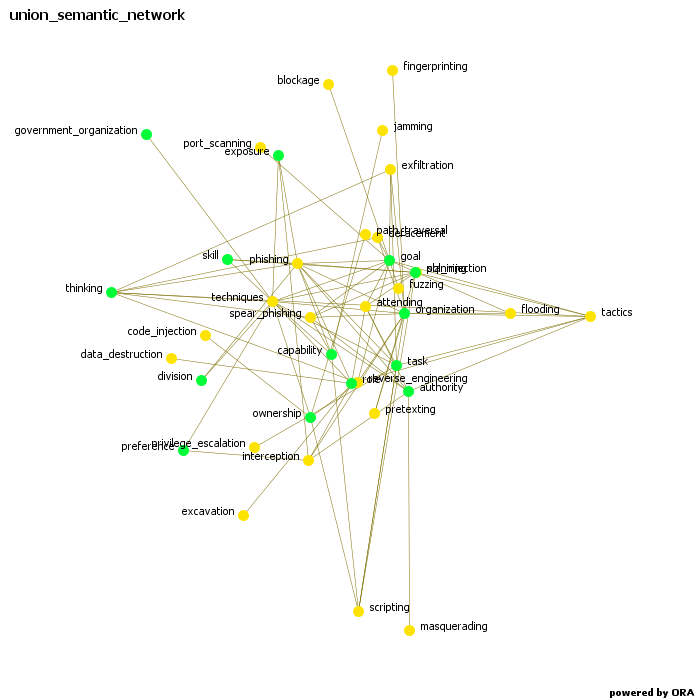 union_semantic_network
fingerprinting
blockage
jamming
government_organization
port_scanning
exposure
exfiltration
path_traversal
defacement
skill
phishing
goal
sql_injection
thinking
fuzzing
techniques
attending
spear_phishing
organization
flooding
tactics
code_injection
capability
data_destruction
task
division
role
reverse_engineering
authority
ownership
pretexting
privilege_escalation
preference
interception
excavation
scripting
masquerading
powered by ORA